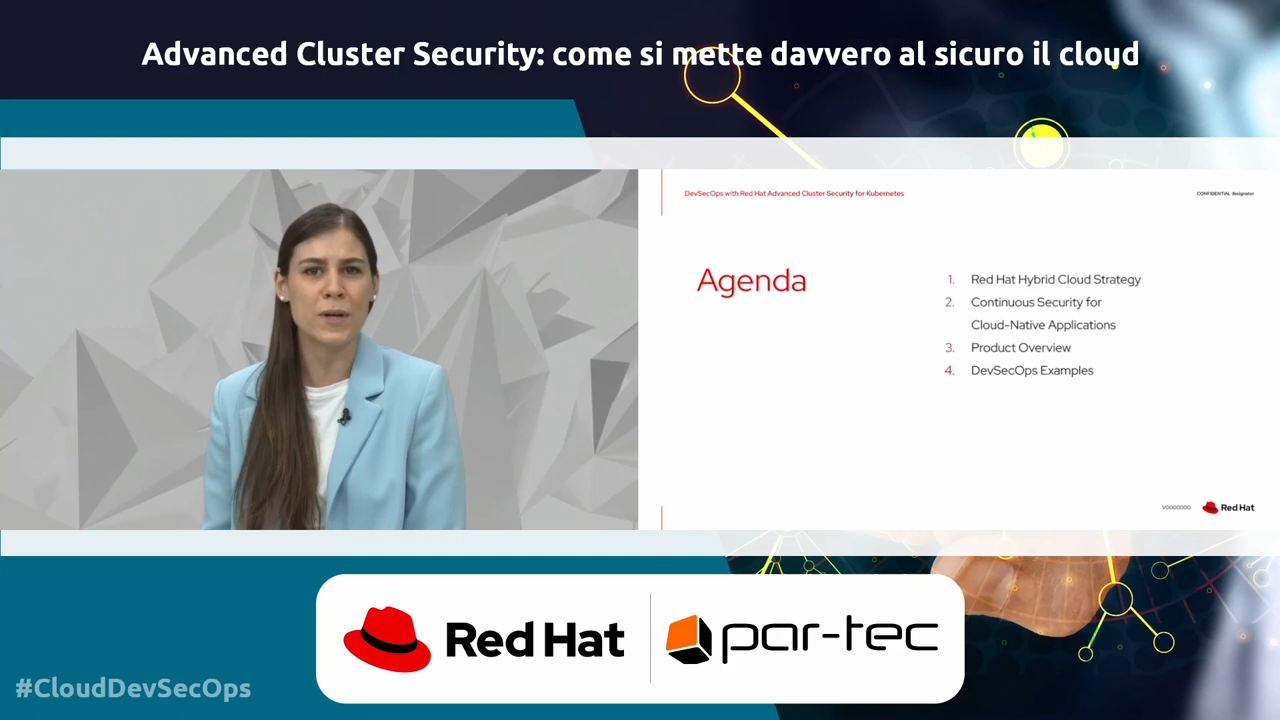 Advanced Cluster Security: come si mette davvero al sicuro il cloud
DevSecOps with Red Hat Advanced Cluster Security for Kubernetes
CONFIDENTIAL designator
Agenda
1. Red Hat Hybrid Cloud Strategy
2. Continuous Security for
Cloud-Native Applications
3. Product Overview
4. DevSecOps Examples
V0000000
Red Hat
Red Hat
par-tec
#CloudDevSecOps